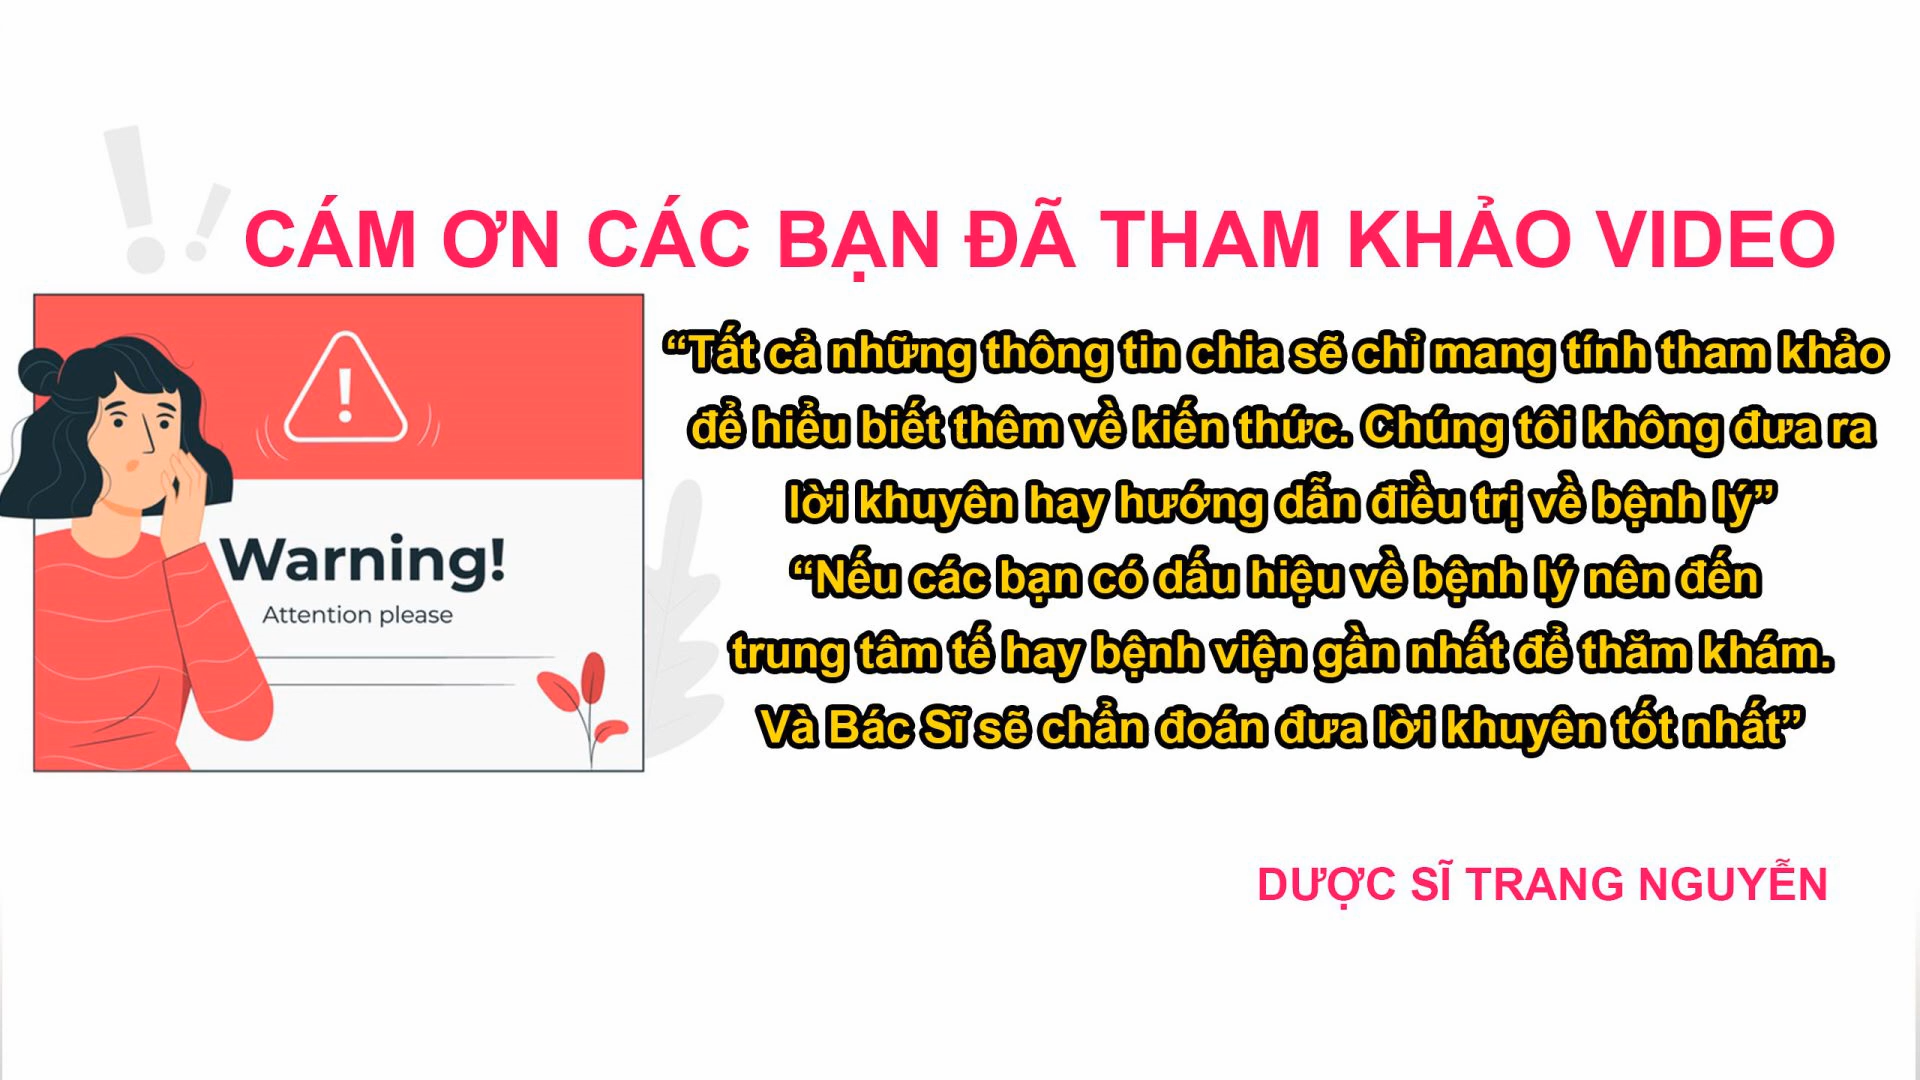 CÁM ƠN CÁC BẠN ĐÃ THAM KHẢO VIDEO
“Tất cả những thông tin chia sẽ chỉ mang tính tham khảo
để hiểu biết thêm về kiến thức. Chúng tôi không đưa ra
lời khuyên hay hướng dẫn điều trị về bệnh lý”
“Nếu các bạn có dấu hiệu về bệnh lý nên đến
trung tâm tế hay bệnh viện gần nhất để thăm khám.
Và Bác Sĩ sẽ chẩn đoán đưa lời khuyên tốt nhất”
Warning!
Attention please
DƯỢC SĨ TRANG NGUYỄN